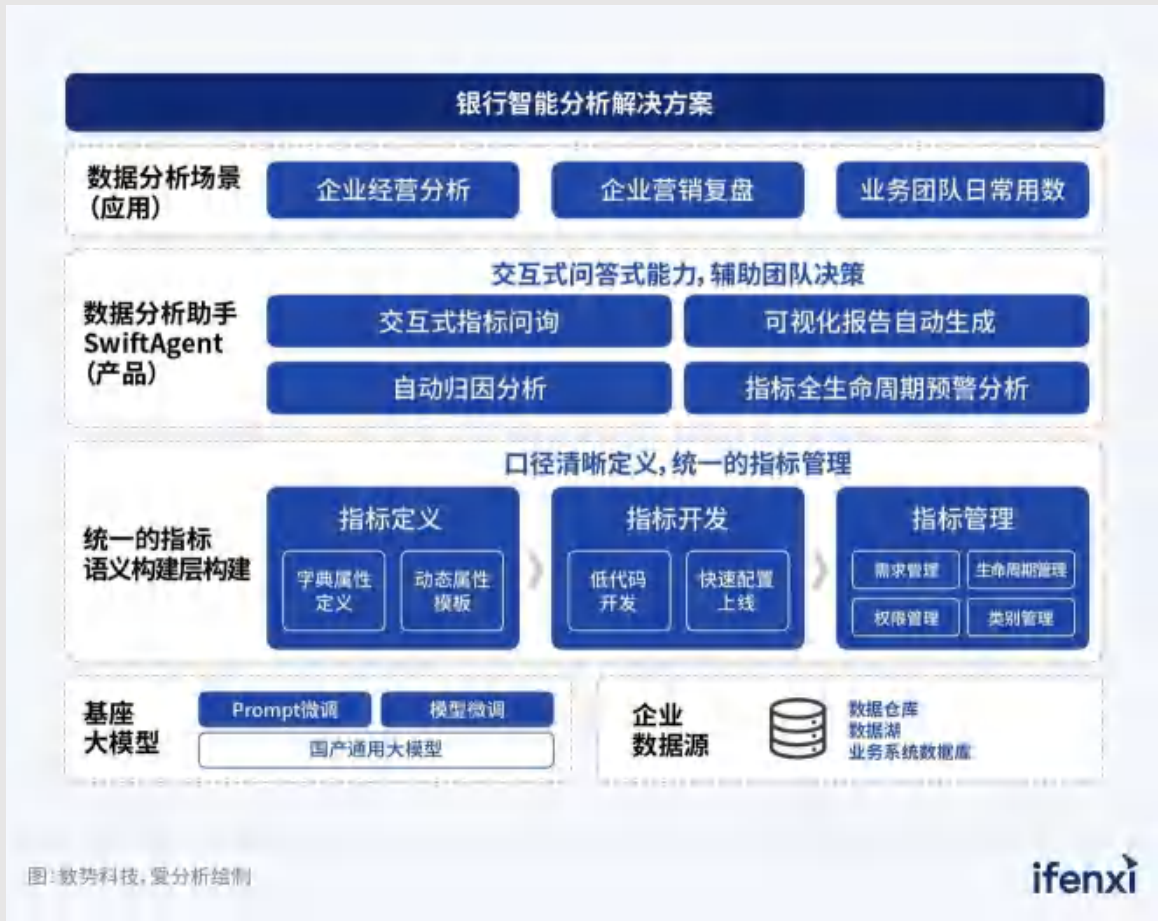 银行智能分析解决方案
数据分析场景
(应用)
企业经营分析
企业营销复盘
业务团队日常用数
数据分析助手
SwiftAgent
(产品)
交互式问答式能力，辅助团队决策
交互式指标问询
可视化报告自动生成
自动归因分析
指标全生命周期预警分析
统一的指标
语义构建层构建
口径清晰定义，统一的指标管理
指标定义
字典属性
定义
动态属性
模板
指标开发
低代码
开发
快速配置
上线
指标管理
需求管理
生命周期管理
权限管理
类别管理
基座
大模型
Prompt微调
模型微调
国产通用大模型
企业
数据源
数据仓库
数据湖
业务系统数据库
图：数势科技，爱分析绘制
ifenxi